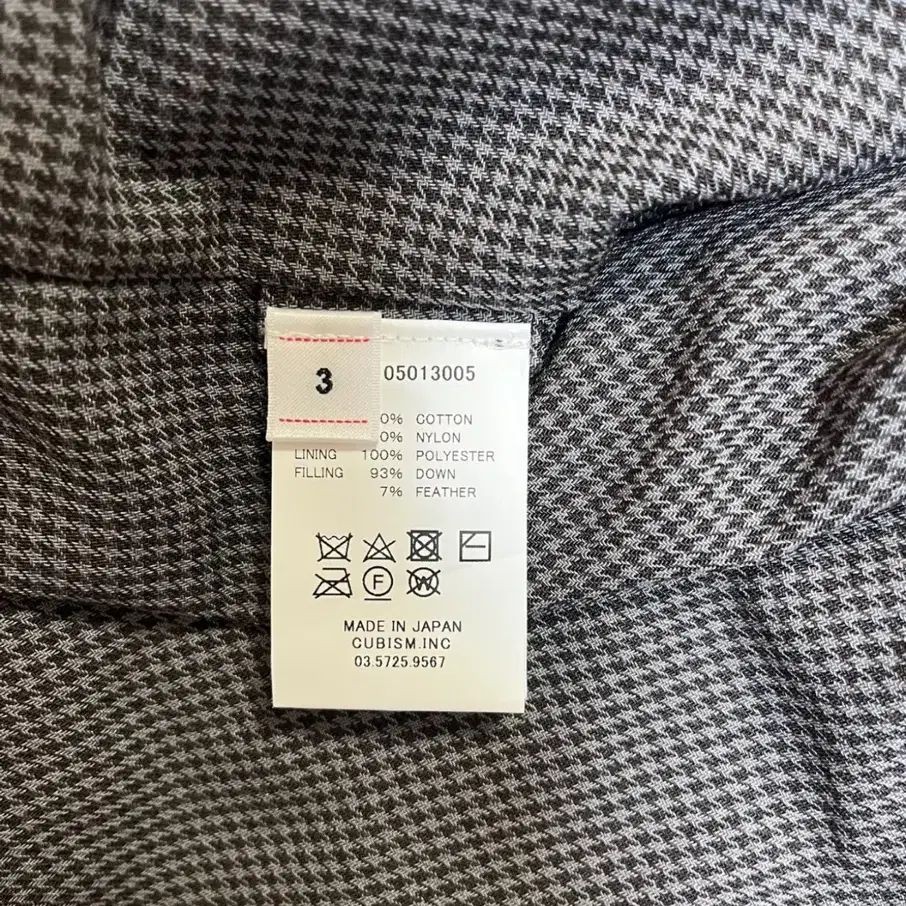 3
05013005
0% COTTON
0% NYLON
LINING 100% POLYESTER
FILLING 93% DOWN
7% FEATHER
F
W
MADE IN JAPAN
CUBISM.INC
03.5725.9567